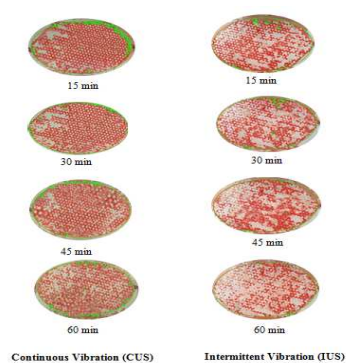 15 min
15 min
30 min
30 min
45 min
45 min
60 min
60 min
Continuous Vibration (CUS)
Intermittent Vibration (IUS)